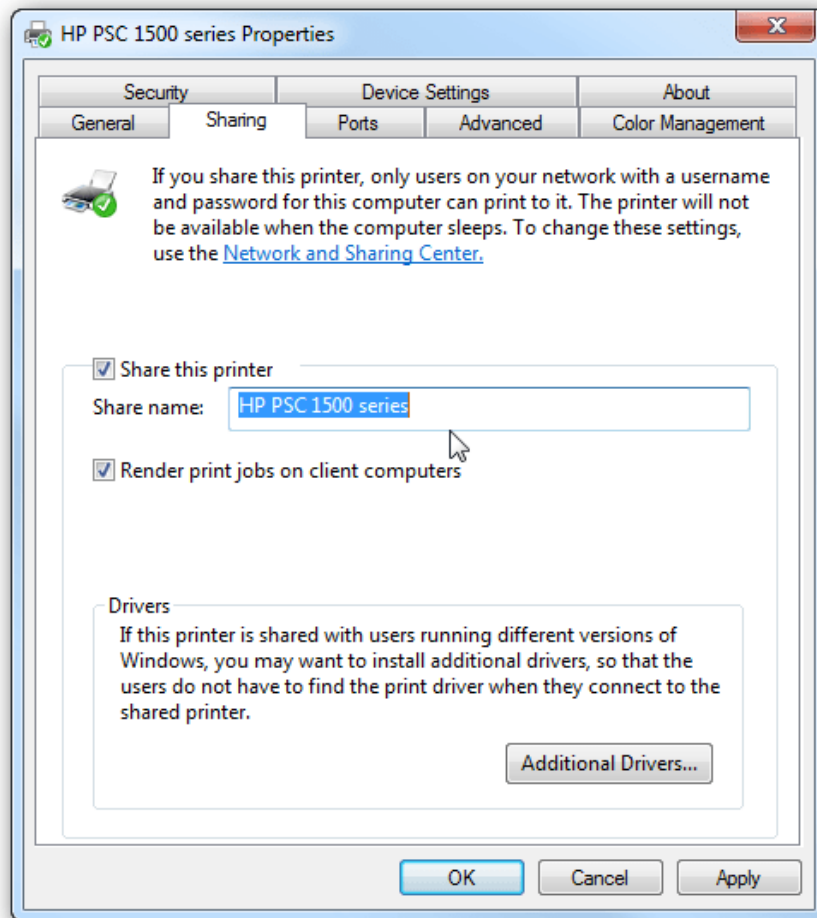 HP PSC 1500 series Properties
Security Device Settings About
General Sharing Ports Advanced Color Management
If you share this printer, only users on your network with a username
and password for this computer can print to it. The printer will not
be available when the computer sleeps. To change these settings,
use the Network and Sharing Center.
Share this printer
Share name: HP PSC 1500 series
Render print jobs on client computers
Drivers
If this printer is shared with users running different versions of
Windows, you may want to install additional drivers, so that the
users do not have to find the print driver when they connect to the
shared printer.
Additional Drivers...
OK Cancel Apply